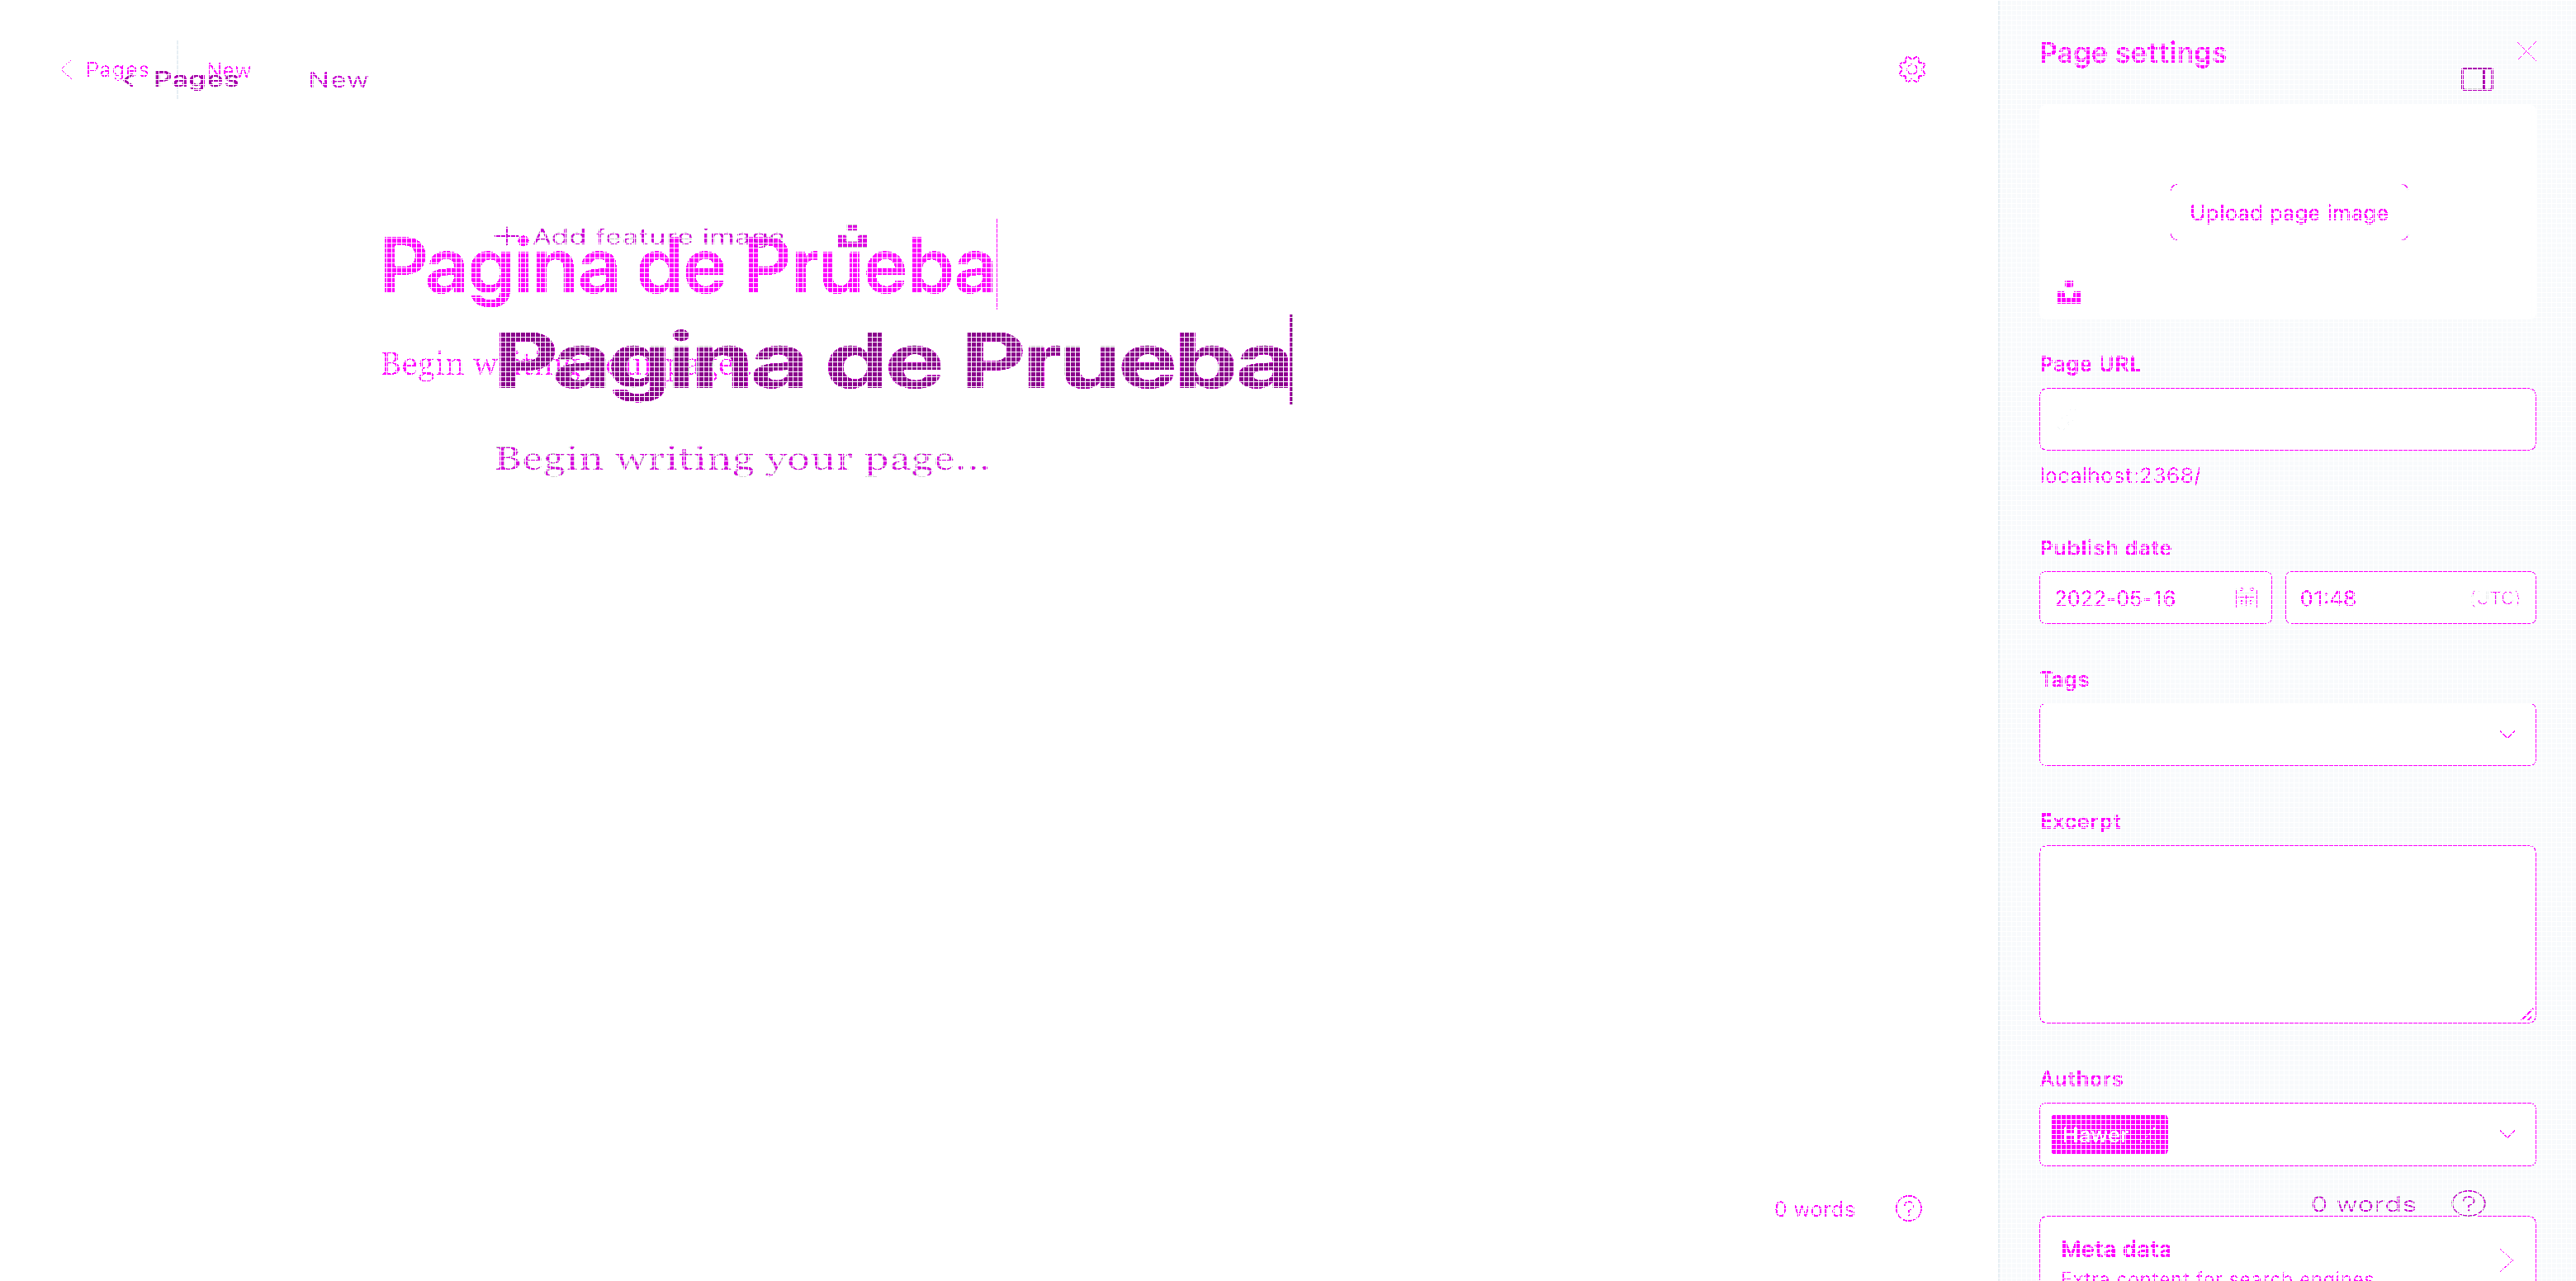 Pages New
Pages New
Page settings
Upload page image
Add feature image
Pagina de Prueba
Pagina de Prueba
Begin writing your page...
Begin writing your page...
Page URL
localhost:2368/
Publish date
2022-05-16 01:48 (UTC)
Tags
Excerpt
Authors
Hawer
0 words ?
0 words ?
Meta data
Extra content for search engines